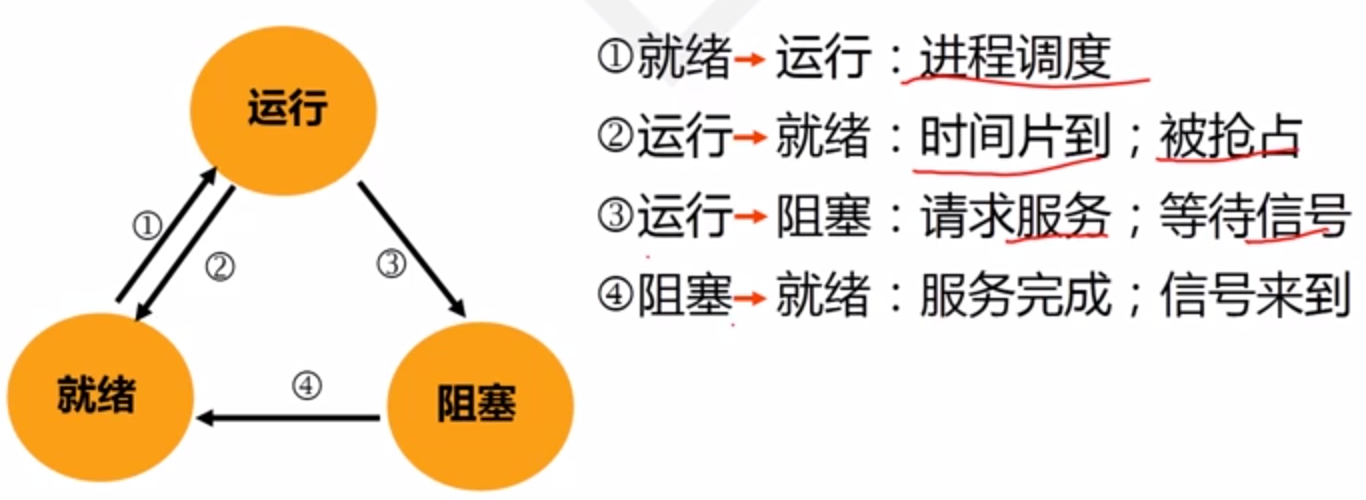 运行
①
②
③
就绪
④
阻塞
①就绪→运行：进程调度
②运行→就绪：时间片到；被抢占
③运行→阻塞：请求服务；等待信号
④阻塞→就绪：服务完成；信号来到